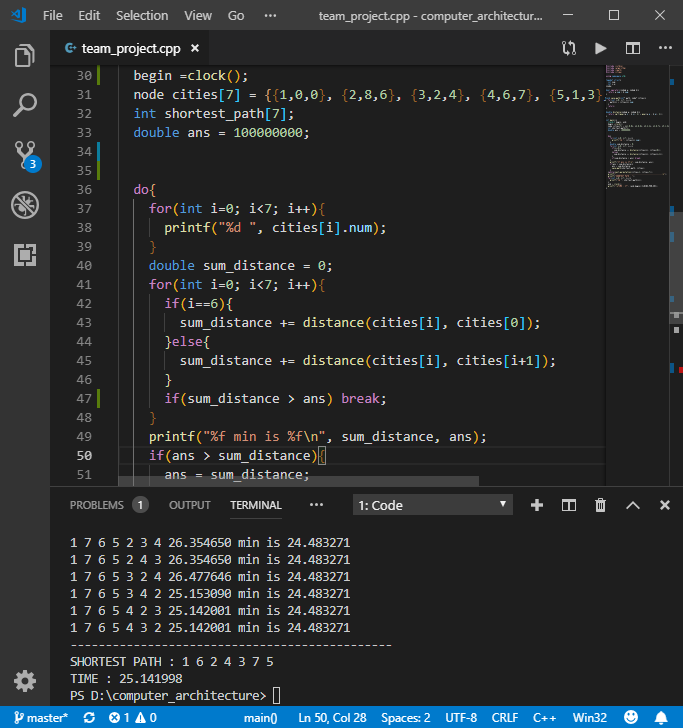 File Edit Selection View Go ··· team_project.cpp - computer_architectur...
team_project.cpp
30 begin =clock();
31 node cities[7] = {{1,0,0}, {2,8,6}, {3,2,4}, {4,6,7}, {5,1,3}
32 int shortest_path[7];
33 double ans = 100000000;
34
35
36 do{
37 for(int i=0; i<7; i++){
38 printf("%d ", cities[i].num);
39 }
40 double sum_distance = 0;
41 for(int i=0; i<7; i++){
42 if(i==6){
43 sum_distance += distance(cities[i], cities[0]);
44 }else{
45 sum_distance += distance(cities[i], cities[i+1]);
46 }
47 if(sum_distance > ans) break;
48 }
49 printf("%f min is %f\n", sum_distance, ans);
50 if(ans > sum_distance){
51 ans = sum_distance;
3
PROBLEMS 1 OUTPUT TERMINAL ··· 1: Code
1 7 6 5 2 3 4 26.354650 min is 24.483271
1 7 6 5 2 4 3 26.354650 min is 24.483271
1 7 6 5 3 2 4 26.477646 min is 24.483271
1 7 6 5 3 4 2 25.153090 min is 24.483271
1 7 6 5 4 2 3 25.142001 min is 24.483271
1 7 6 5 4 3 2 25.142001 min is 24.483271
----------------------------------------------
SHORTEST PATH : 1 6 2 4 3 7 5
TIME : 25.141998
PS D:\computer_architecture>
master* 1 0 main() Ln 50, Col 28 Spaces: 2 UTF-8 CRLF C++ Win32